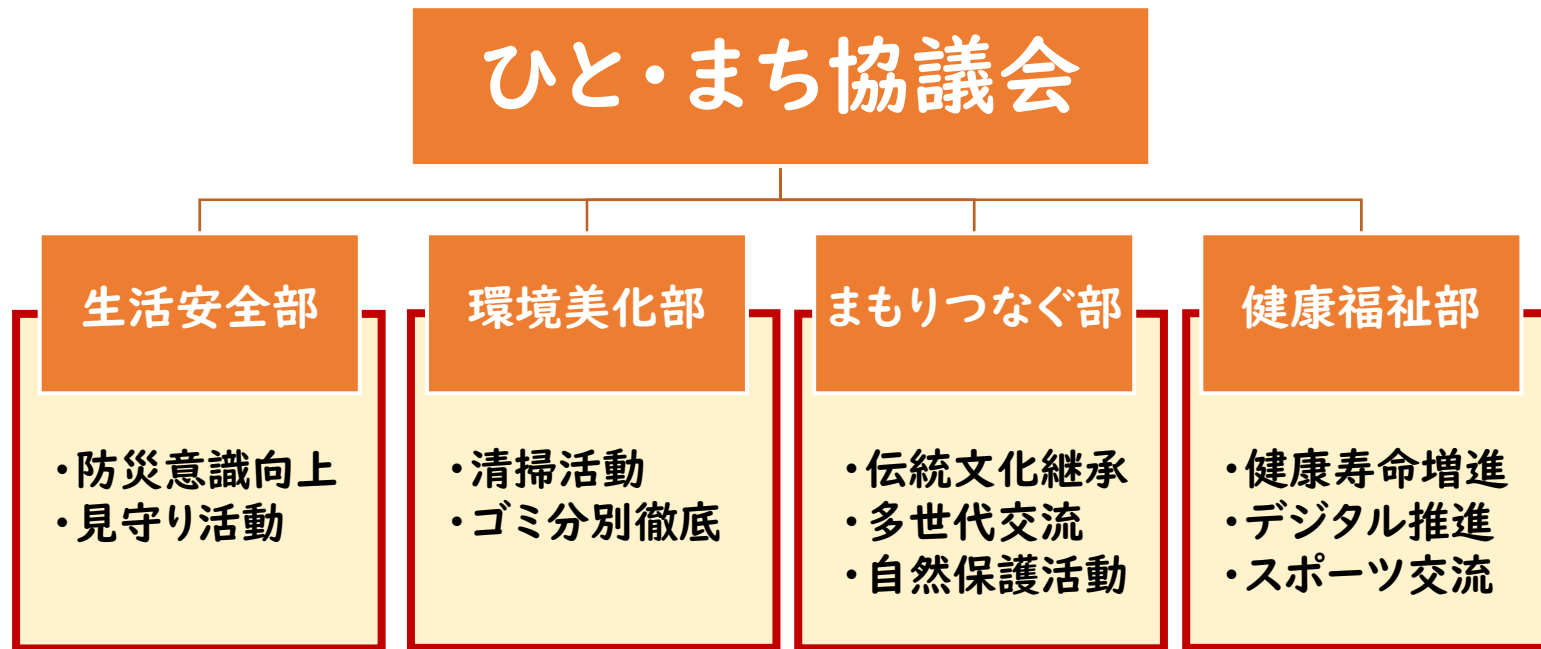 ひと・まち協議会
生活安全部
・防災意識向上
・見守り活動
環境美化部
・清掃活動
・ゴミ分別徹底
まもりつなぐ部
・伝統文化継承
・多世代交流
・自然保護活動
健康福祉部
・健康寿命増進
・デジタル推進
・スポーツ交流